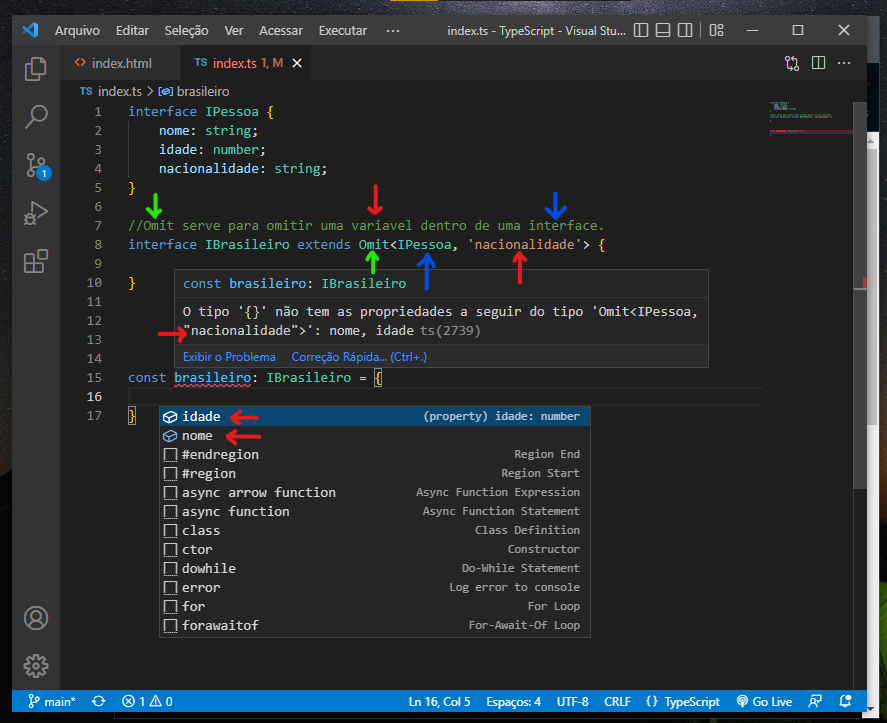 Arquivo Editar Seleção Ver Acessar Executar ··· index.ts - TypeScript - Visual Stu...
index.html TS index.ts 1, M
TS index.ts > brasileiro
1 interface IPessoa {
2 nome: string;
3 idade: number;
4 nacionalidade: string;
5 }
6
7 //Omit serve para omitir uma variavel dentro de uma interface.
8 interface IBrasileiro extends Omit<IPessoa, 'nacionalidade'> {
9
10 }
11 const brasileiro: IBrasileiro
12 O tipo '{}' não tem as propriedades a seguir do tipo 'Omit<IPessoa,
13 "nacionalidade">': nome, idade ts(2739)
14 Exibir o Problema Correção Rápida... (Ctrl+.)
15 const brasileiro: IBrasileiro = {
16
17 }
idade (property) idade: number
nome
#endregion Region End
#region Region Start
async arrow function Async Function Expression
async function Async Function Statement
class Class Definition
ctor Constructor
dowhile Do-While Statement
error Log error to console
for For Loop
forawaitof For-Await-Of Loop
1
main* 1 0 Ln 16, Col 5 Espaços: 4 UTF-8 CRLF {} TypeScript Go Live